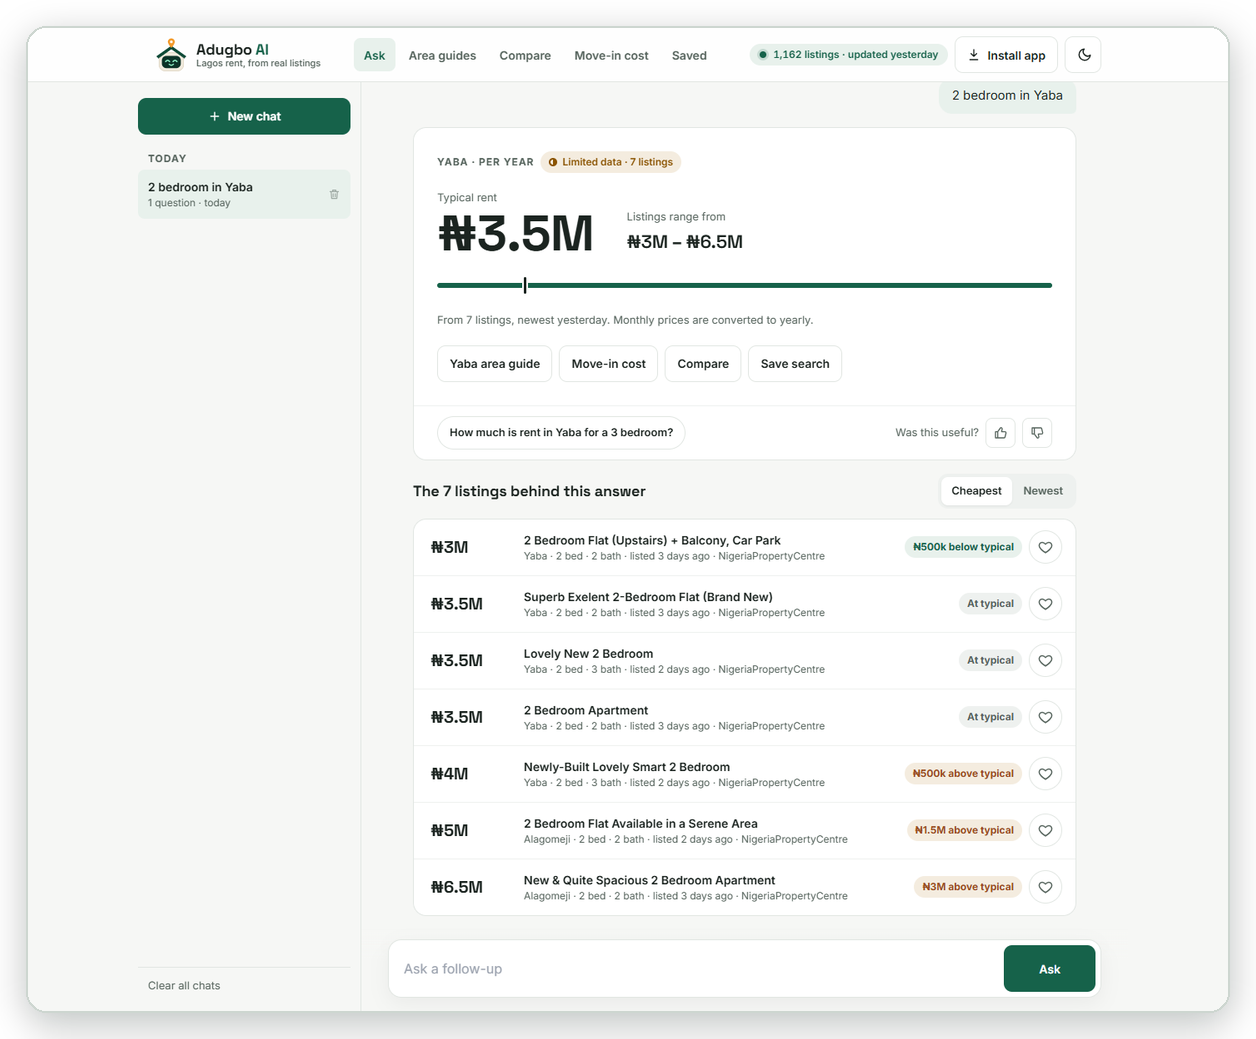 Adugbo AI
Lagos rent, from real listings
Ask
Area guides
Compare
Move-in cost
Saved
1,162 listings · updated yesterday
Install app
+ New chat
TODAY
2 bedroom in Yaba
1 question · today
Clear all chats
2 bedroom in Yaba
YABA · PER YEAR
Limited data · 7 listings
Typical rent
₦3.5M
Listings range from
₦3M – ₦6.5M
From 7 listings, newest yesterday. Monthly prices are converted to yearly.
Yaba area guide
Move-in cost
Compare
Save search
How much is rent in Yaba for a 3 bedroom?
Was this useful?
The 7 listings behind this answer
Cheapest
Newest
₦3M
2 Bedroom Flat (Upstairs) + Balcony, Car Park
Yaba · 2 bed · 2 bath · listed 3 days ago · NigeriaPropertyCentre
₦500k below typical
₦3.5M
Superb Exelent 2-Bedroom Flat (Brand New)
Yaba · 2 bed · 2 bath · listed 3 days ago · NigeriaPropertyCentre
At typical
₦3.5M
Lovely New 2 Bedroom
Yaba · 2 bed · 3 bath · listed 2 days ago · NigeriaPropertyCentre
At typical
₦3.5M
2 Bedroom Apartment
Yaba · 2 bed · 2 bath · listed 3 days ago · NigeriaPropertyCentre
At typical
₦4M
Newly-Built Lovely Smart 2 Bedroom
Yaba · 2 bed · 3 bath · listed 2 days ago · NigeriaPropertyCentre
₦500k above typical
₦5M
2 Bedroom Flat Available in a Serene Area
Alagomeji · 2 bed · 2 bath · listed 2 days ago · NigeriaPropertyCentre
₦1.5M above typical
₦6.5M
New & Quite Spacious 2 Bedroom Apartment
Alagomeji · 2 bed · 2 bath · listed 3 days ago · NigeriaPropertyCentre
₦3M above typical
Ask a follow-up
Ask